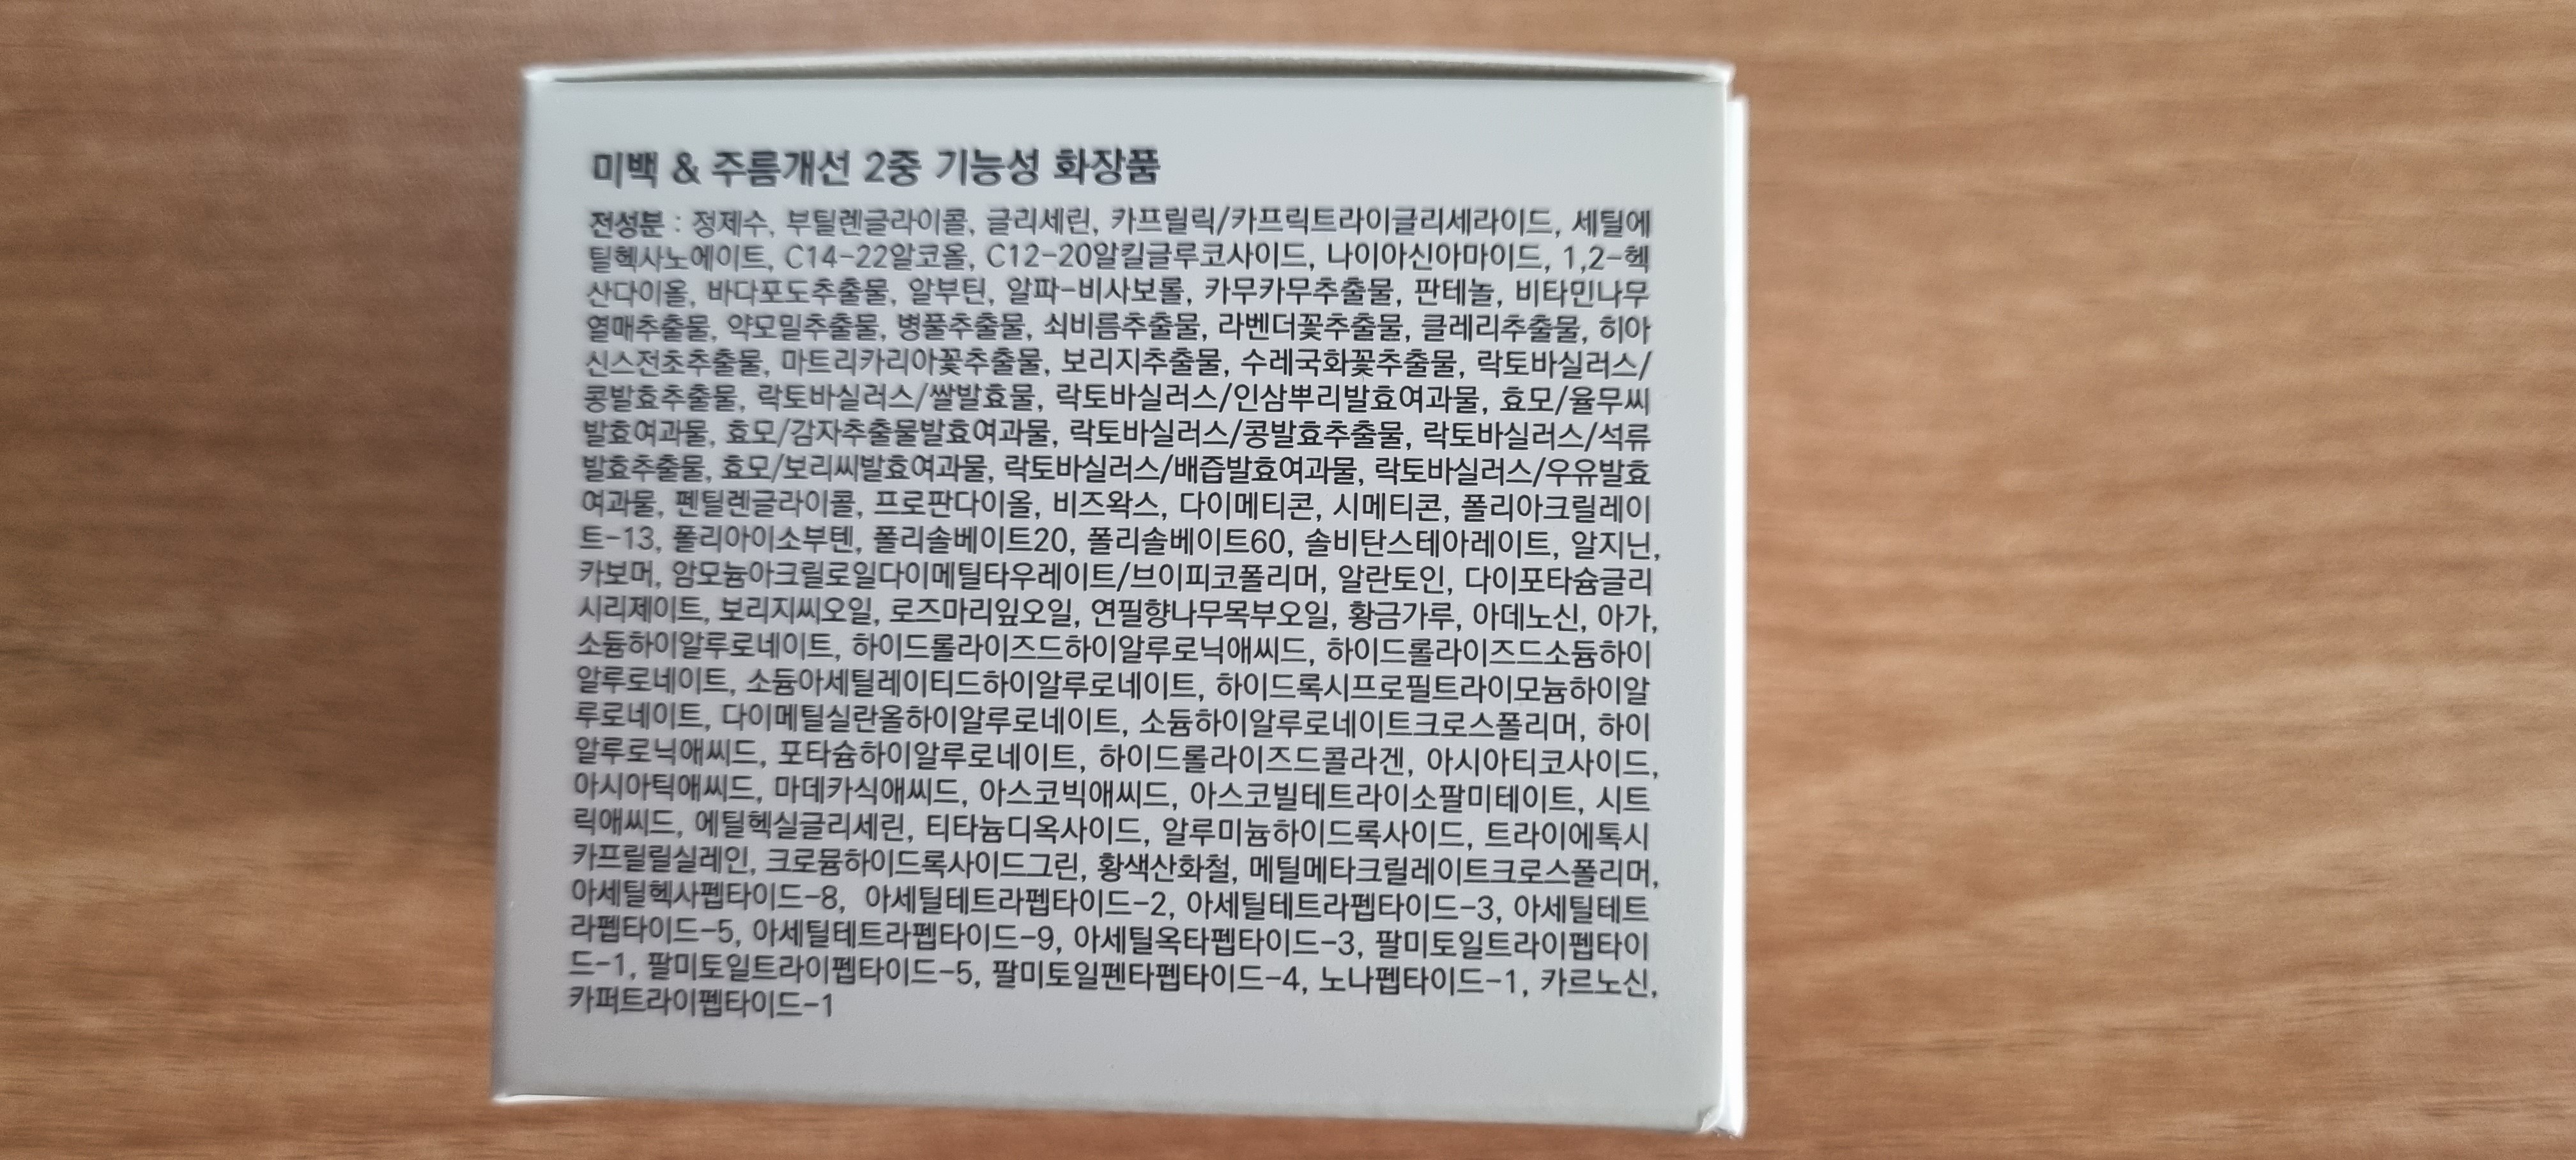 미백 & 주름개선 2중 기능성 화장품
전성분 : 정제수, 부틸렌글라이콜, 글리세린, 카프릴릭/카프릭트라이글리세라이드, 세틸에
틸헥사노에이트, C14-22알코올, C12-20알킬글루코사이드, 나이아신아마이드, 1,2-헥
산다이올, 바다포도추출물, 알부틴, 알파-비사보롤, 카무카무추출물, 판테놀, 비타민나무
열매추출물, 약모밀추출물, 병풀추출물, 쇠비름추출물, 라벤더꽃추출물, 클레리추출물, 히아
신스전초추출물, 마트리카리아꽃추출물, 보리지추출물, 수레국화꽃추출물, 락토바실러스/
콩발효추출물, 락토바실러스/쌀발효물, 락토바실러스/인삼뿌리발효여과물, 효모/율무씨
발효여과물, 효모/감자추출물발효여과물, 락토바실러스/콩발효추출물, 락토바실러스/석류
발효추출물, 효모/보리씨발효여과물, 락토바실러스/배즙발효여과물, 락토바실러스/우유발효
여과물, 펜틸렌글라이콜, 프로판다이올, 비즈왁스, 다이메티콘, 시메티콘, 폴리아크릴레이
트-13, 폴리아이소부텐, 폴리솔베이트20, 폴리솔베이트60, 솔비탄스테아레이트, 알지닌,
카보머, 암모늄아크릴로일다이메틸타우레이트/브이피코폴리머, 알란토인, 다이포타슘글리
시리제이트, 보리지씨오일, 로즈마리잎오일, 연필향나무목부오일, 황금가루, 아데노신, 아가,
소듐하이알루로네이트, 하이드롤라이즈드하이알루로닉애씨드, 하이드롤라이즈드소듐하이
알루로네이트, 소듐아세틸레이티드하이알루로네이트, 하이드록시프로필트라이모늄하이알
루로네이트, 다이메틸실란올하이알루로네이트, 소듐하이알루로네이트크로스폴리머, 하이
알루로닉애씨드, 포타슘하이알루로네이트, 하이드롤라이즈드콜라겐, 아시아티코사이드,
아시아틱애씨드, 마데카식애씨드, 아스코빅애씨드, 아스코빌테트라이소팔미테이트, 시트
릭애씨드, 에틸헥실글리세린, 티타늄디옥사이드, 알루미늄하이드록사이드, 트라이에톡시
카프릴릴실레인, 크로뮴하이드록사이드그린, 황색산화철, 메틸메타크릴레이트크로스폴리머,
아세틸헥사펩타이드-8, 아세틸테트라펩타이드-2, 아세틸테트라펩타이드-3, 아세틸테트
라펩타이드-5, 아세틸테트라펩타이드-9, 아세틸옥타펩타이드-3, 팔미토일트라이펩타이
드-1, 팔미토일트라이펩타이드-5, 팔미토일펜타펩타이드-4, 노나펩타이드-1, 카르노신,
카퍼트라이펩타이드-1